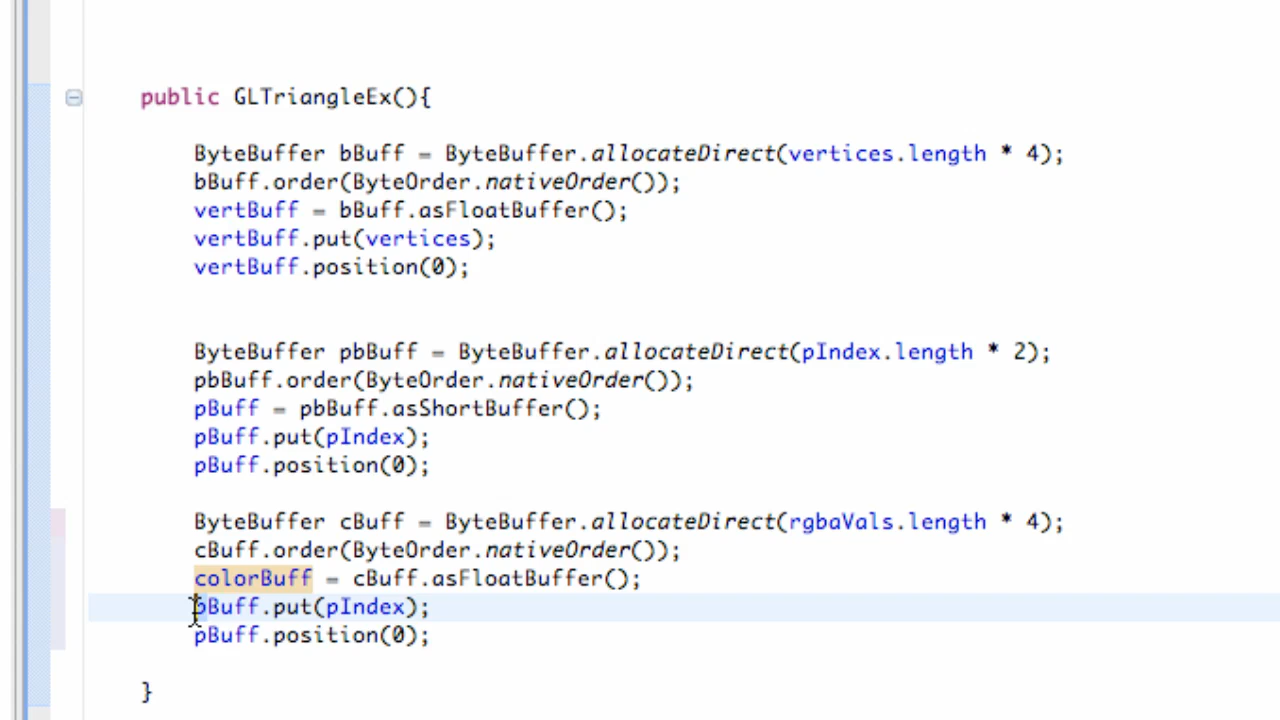 public GLTriangleEx(){
ByteBuffer bBuff = ByteBuffer.allocateDirect(vertices.length * 4);
bBuff.order(ByteOrder.nativeOrder());
vertBuff = bBuff.asFloatBuffer();
vertBuff.put(vertices);
vertBuff.position(0);
ByteBuffer pbBuff = ByteBuffer.allocateDirect(pIndex.length * 2);
pbBuff.order(ByteOrder.nativeOrder());
pBuff = pbBuff.asShortBuffer();
pBuff.put(pIndex);
pBuff.position(0);
ByteBuffer cBuff = ByteBuffer.allocateDirect(rgbaVals.length * 4);
cBuff.order(ByteOrder.nativeOrder());
colorBuff = cBuff.asFloatBuffer();
pBuff.put(pIndex);
pBuff.position(0);
}